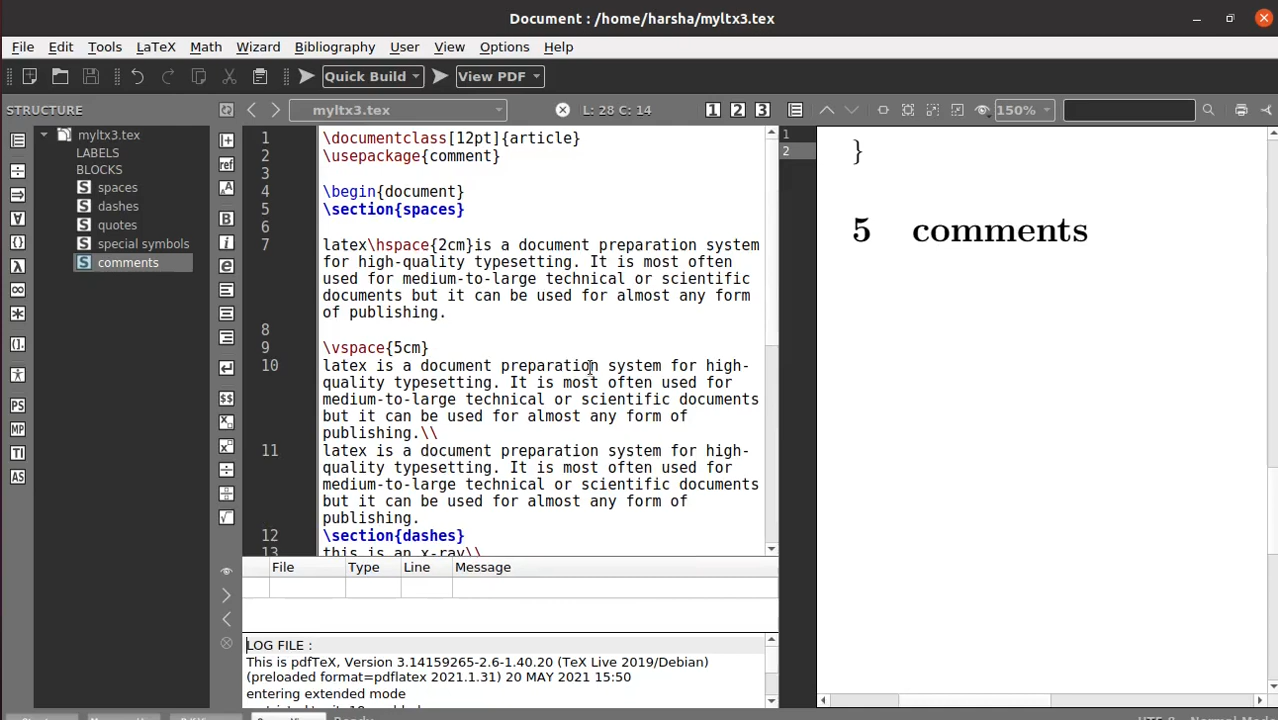 Document : /home/harsha/myltx3.tex
File Edit Tools LaTeX Math Wizard Bibliography User View Options Help
Quick Build View PDF
STRUCTURE myltx3.tex L: 28 C: 14 1 2 3 150%
myltx3.tex
LABELS
BLOCKS
spaces
dashes
quotes
special symbols
comments
1 \documentclass[12pt]{article}
2 \usepackage{comment}
3
4 \begin{document}
5 \section{spaces}
6
7 latex\hspace{2cm}is a document preparation system
for high-quality typesetting. It is most often
used for medium-to-large technical or scientific
documents but it can be used for almost any form
of publishing.
8
9 \vspace{5cm}
10 latex is a document preparation system for high-
quality typesetting. It is most often used for
medium-to-large technical or scientific documents
but it can be used for almost any form of
publishing.\\
11 latex is a document preparation system for high-
quality typesetting. It is most often used for
medium-to-large technical or scientific documents
but it can be used for almost any form of
publishing.
12 \section{dashes}
13 this is an x-ray\\
1
2
}
5 comments
File Type Line Message
LOG FILE :
This is pdfTeX, Version 3.14159265-2.6-1.40.20 (TeX Live 2019/Debian)
(preloaded format=pdflatex 2021.1.31) 20 MAY 2021 15:50
entering extended mode